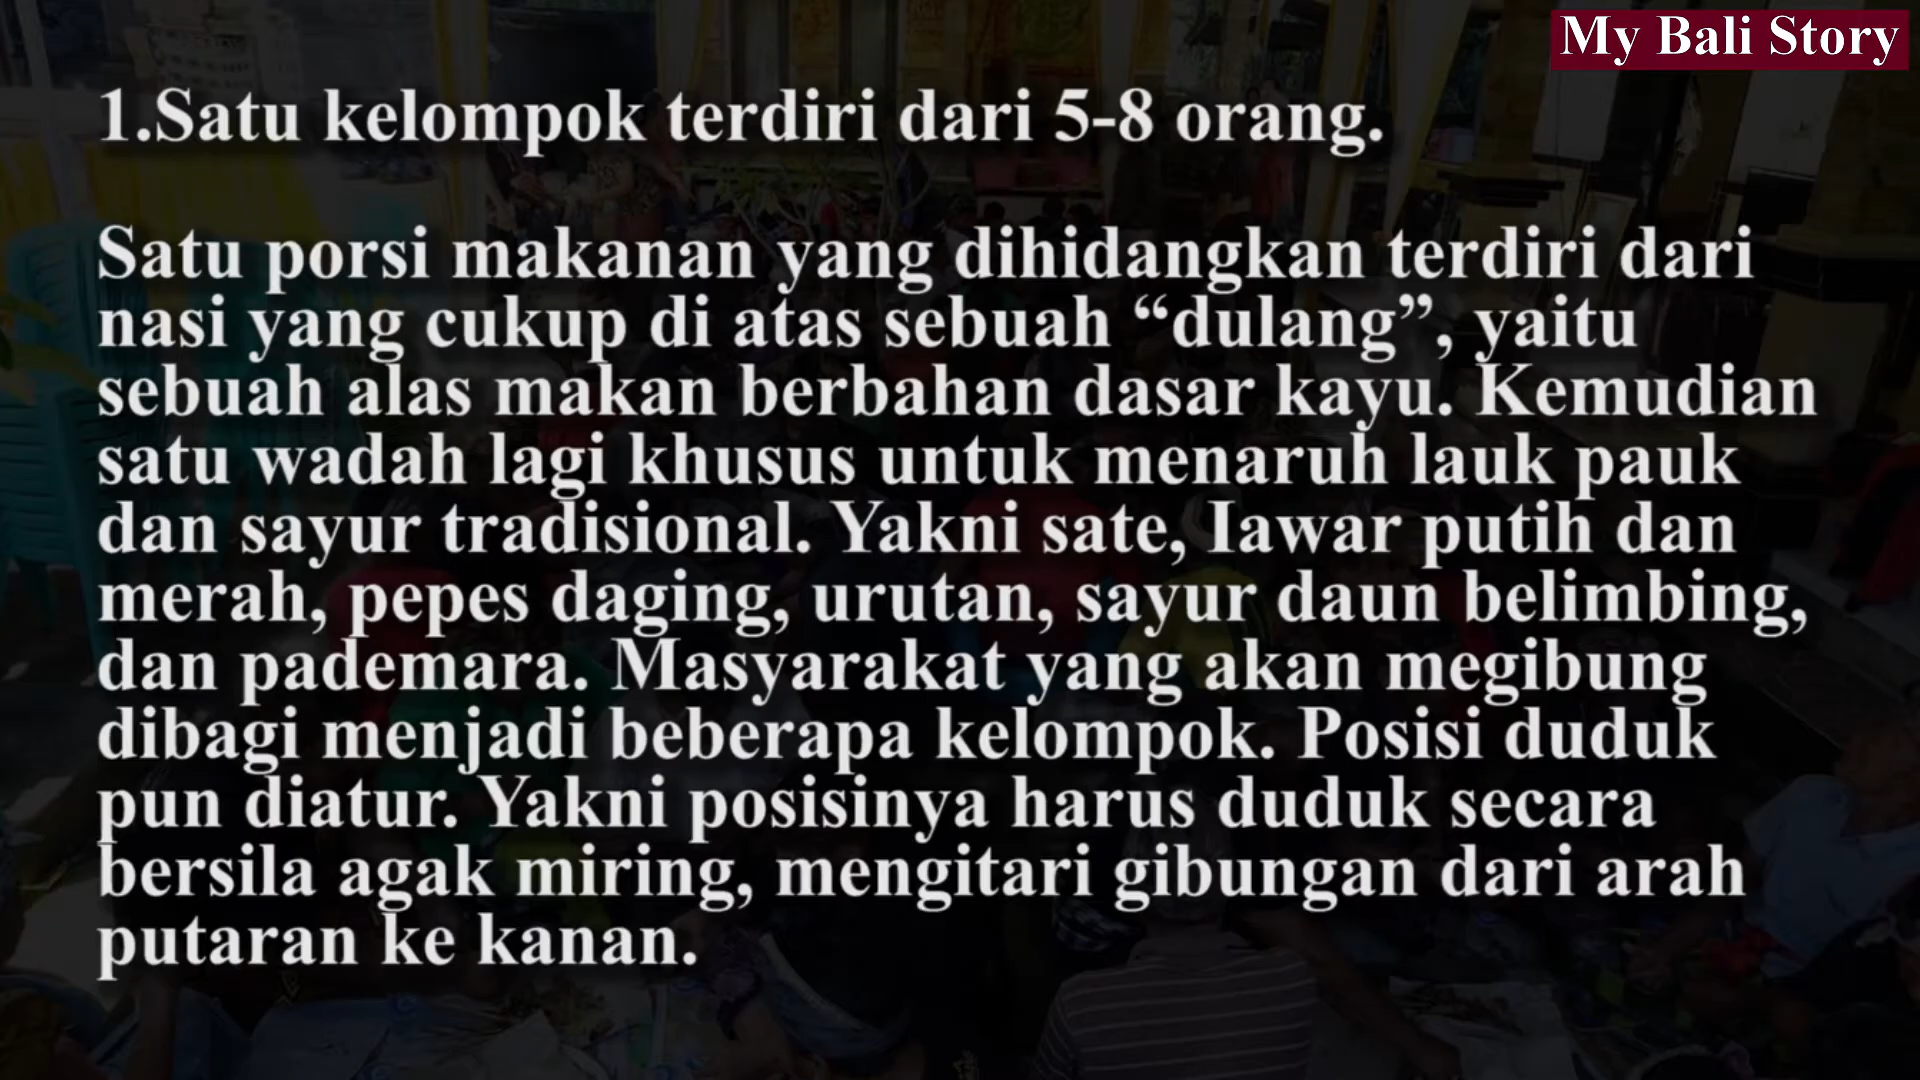 My Bali Story
1.Satu kelompok terdiri dari 5-8 orang.
Satu porsi makanan yang dihidangkan terdiri dari
nasi yang cukup di atas sebuah “dulang”, yaitu
sebuah alas makan berbahan dasar kayu. Kemudian
satu wadah lagi khusus untuk menaruh lauk pauk
dan sayur tradisional. Yakni sate, Iawar putih dan
merah, pepes daging, urutan, sayur daun belimbing,
dan pademara. Masyarakat yang akan megibung
dibagi menjadi beberapa kelompok. Posisi duduk
pun diatur. Yakni posisinya harus duduk secara
bersila agak miring, mengitari gibungan dari arah
putaran ke kanan.